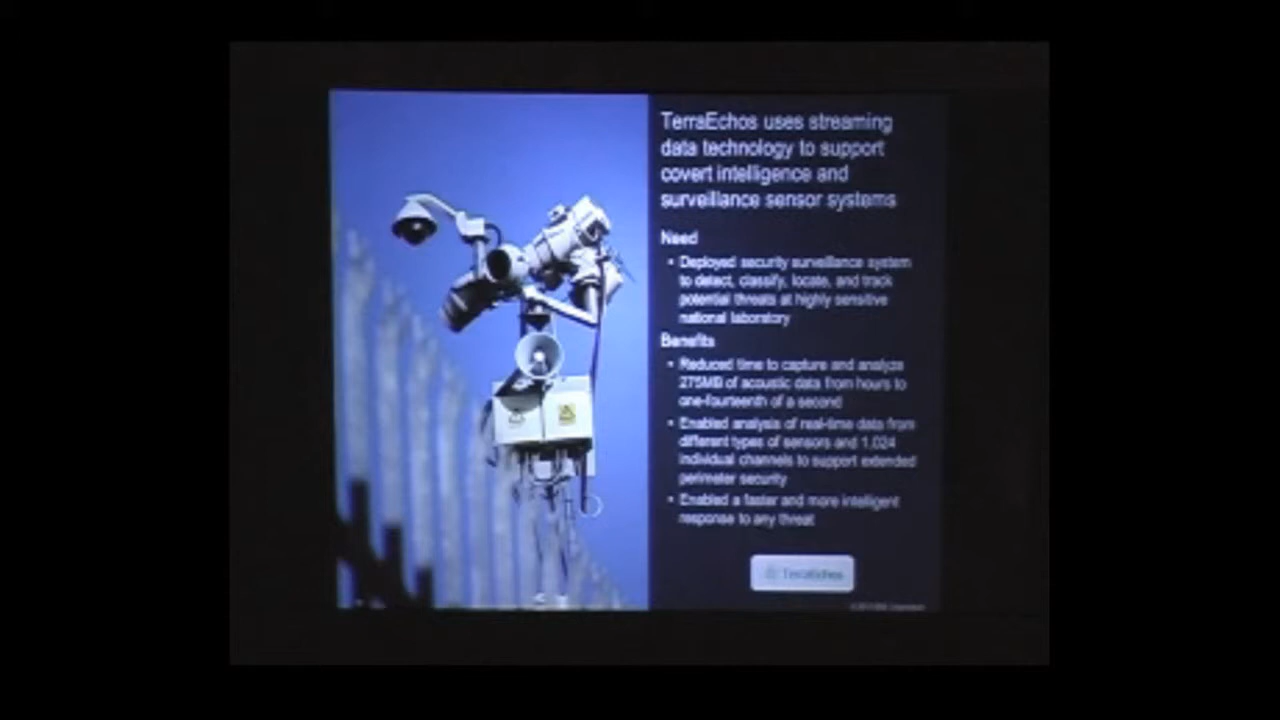 TerraEchos uses streaming
data technology to support
covert intelligence and
surveillance sensor systems
Need
• Deployed security surveillance system
to detect, classify, locate, and track
potential threats at highly sensitive
national laboratory
Benefits
• Reduced time to capture and analyze
275MB of acoustic data from hours to
one-fourteenth of a second
• Enabled analysis of real-time data from
different types of sensors and 1,024
individual channels to support extended
perimeter security
• Enabled a faster and more intelligent
response to any threat
TerraEchos